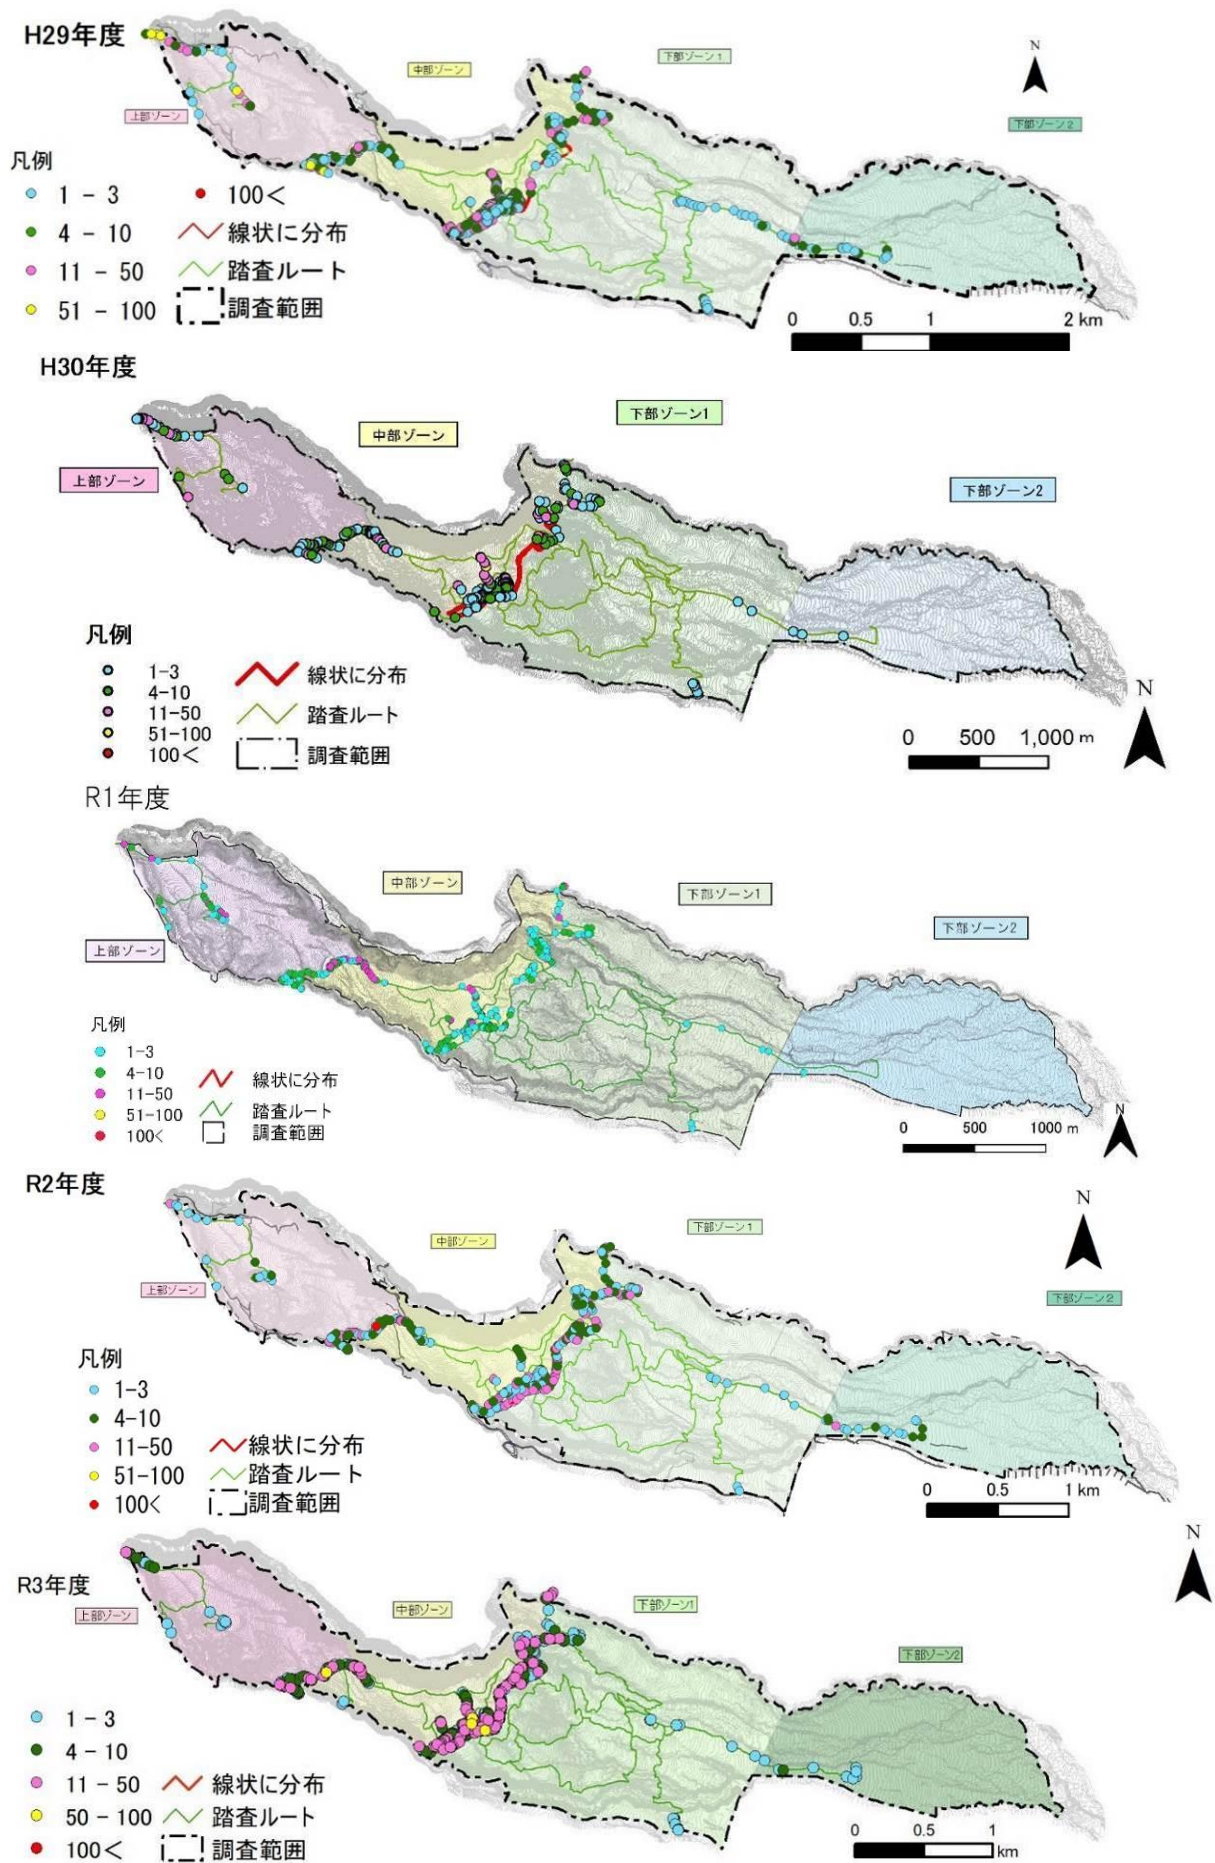 H29年度
中部ゾーン
下部ゾーン1
N
上部ゾーン
下部ゾーン2
凡例
1 - 3
100<
4 - 10
線状に分布
11 - 50
踏査ルート
51 - 100
調査範囲
0 0.5 1 2 km
H30年度
中部ゾーン
下部ゾーン1
上部ゾーン
下部ゾーン2
凡例
1-3
線状に分布
4-10
11-50
踏査ルート
51-100
100<
調査範囲
N
0 500 1,000 m
R1年度
中部ゾーン
下部ゾーン1
下部ゾーン2
上部ゾーン
凡例
1-3
4-10
線状に分布
11-50
51-100
踏査ルート
100<
調査範囲
N
0 500 1000 m
R2年度
N
中部ゾーン
下部ゾーン1
上部ゾーン
下部ゾーン2
凡例
1-3
4-10
11-50
線状に分布
51-100
踏査ルート
100<
調査範囲
0 0.5 1 km
N
R3年度
上部ゾーン
中部ゾーン
下部ゾーン1
下部ゾーン2
1 - 3
4 - 10
11 - 50
線状に分布
50 - 100
踏査ルート
100<
調査範囲
0 0.5 1
km